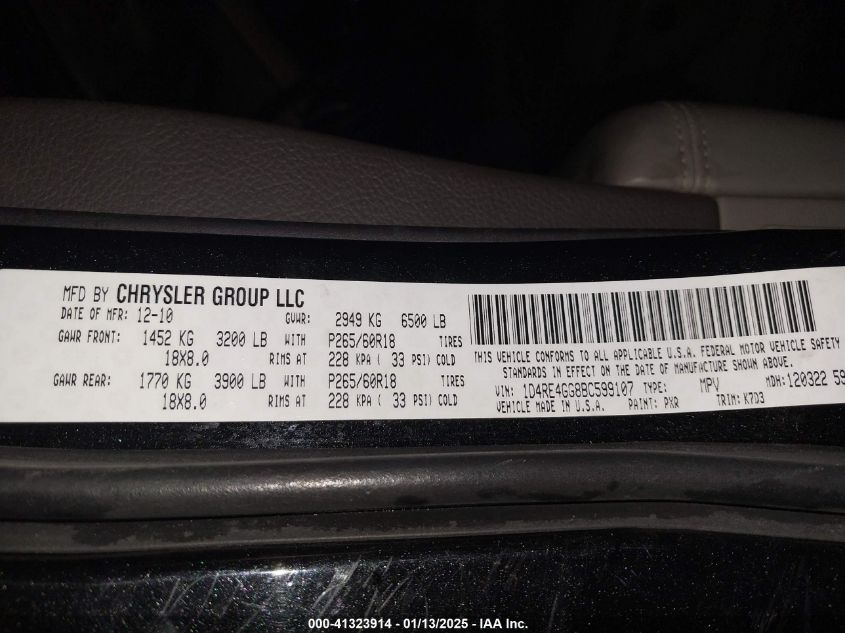 MFD BY CHRYSLER GROUP LLC
DATE OF MFR: 12-10 GVWR: 2949 KG 6500 LB
GAWR FRONT: 1452 KG 3200 LB WITH P265/60R18 TIRES
18X8.0 RIMS AT 228 KPA ( 33 PSI) COLD
GAWR REAR: 1770 KG 3900 LB WITH P265/60R18 TIRES
18X8.0 RIMS AT 228 KPA ( 33 PSI) COLD
THIS VEHICLE CONFORMS TO ALL APPLICABLE U.S.A. FEDERAL MOTOR VEHICLE SAFETY
STANDARDS IN EFFECT ON THE DATE OF MANUFACTURE SHOWN ABOVE.
VIN: 1D4RE4GG8BC599107 TYPE: MPV MDH: 120322 59
VEHICLE MADE IN U.S.A. PAINT: PXR TRIM: K7D3
000-41323914 - 01/13/2025 - IAA Inc.